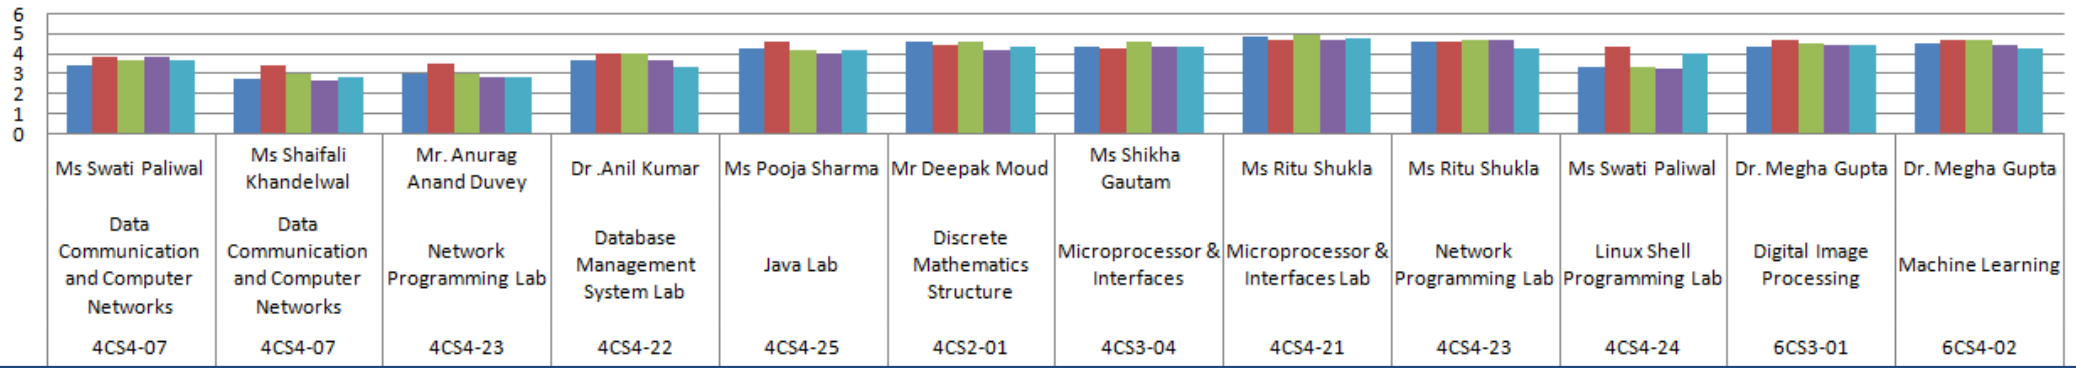 6
5
4
3
2
1
0
Ms Swati Paliwal
Ms Shaifali
Khandelwal
Mr. Anurag
Anand Duvey
Dr .Anil Kumar
Ms Pooja Sharma
Mr Deepak Moud
Ms Shikha
Gautam
Ms Ritu Shukla
Ms Ritu Shukla
Ms Swati Paliwal
Dr. Megha Gupta
Dr. Megha Gupta
Data
Communication
and Computer
Networks
Data
Communication
and Computer
Networks
Network
Programming Lab
Database
Management
System Lab
Java Lab
Discrete
Mathematics
Structure
Microprocessor &
Interfaces
Microprocessor &
Interfaces Lab
Network
Programming Lab
Linux Shell
Programming Lab
Digital Image
Processing
Machine Learning
4CS4-07
4CS4-07
4CS4-23
4CS4-22
4CS4-25
4CS2-01
4CS3-04
4CS4-21
4CS4-23
4CS4-24
6CS3-01
6CS4-02